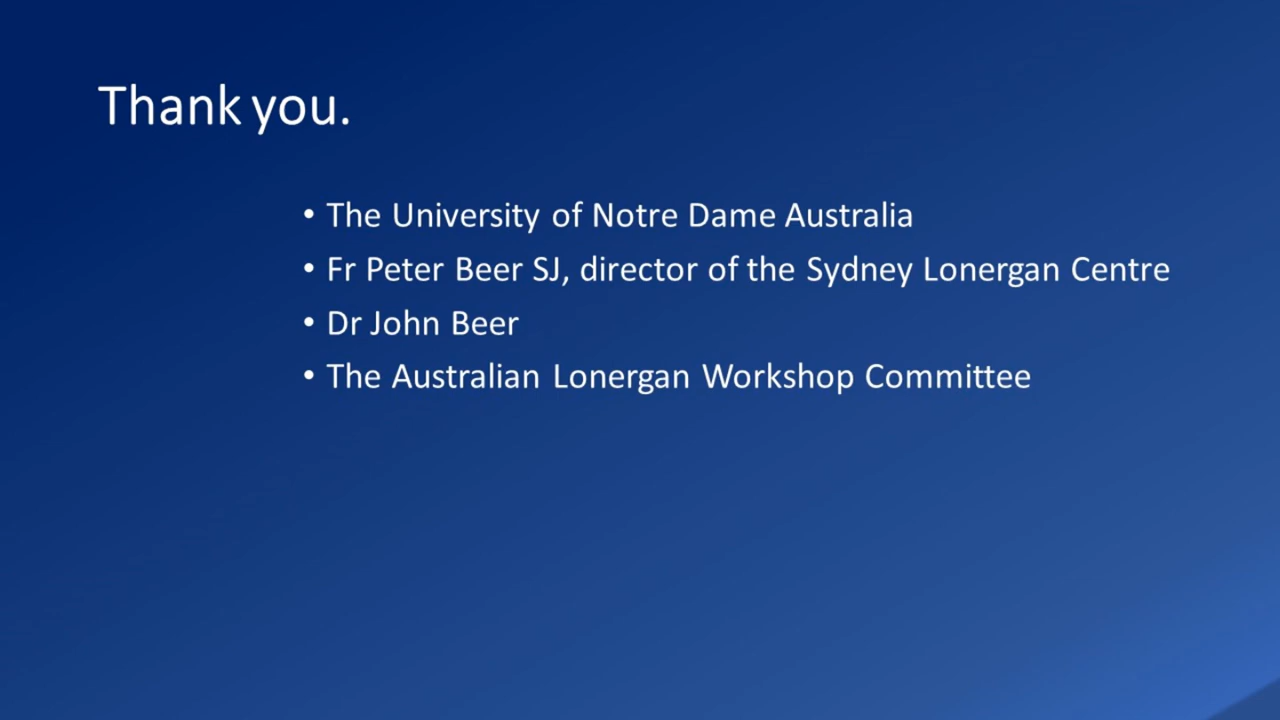 Thank you.
• The University of Notre Dame Australia
• Fr Peter Beer SJ, director of the Sydney Lonergan Centre
• Dr John Beer
• The Australian Lonergan Workshop Committee